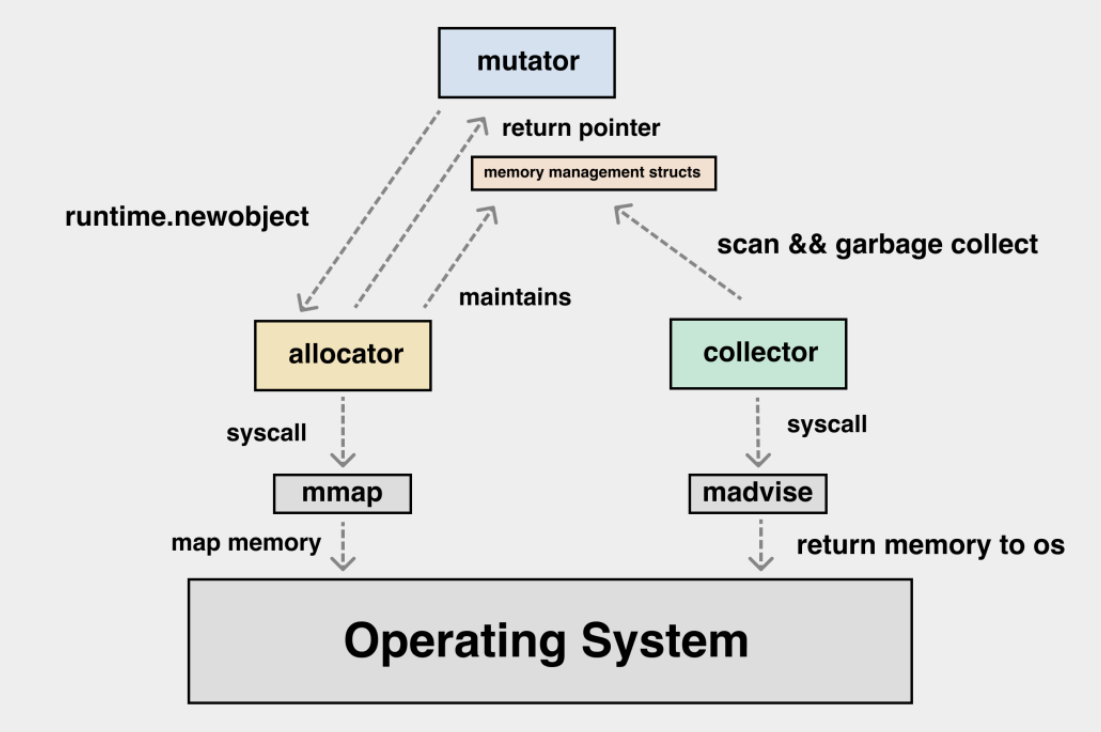 mutator
return pointer
memory management structs
runtime.newobject
scan && garbage collect
maintains
allocator
collector
syscall
syscall
mmap
madvise
map memory
return memory to os
Operating System